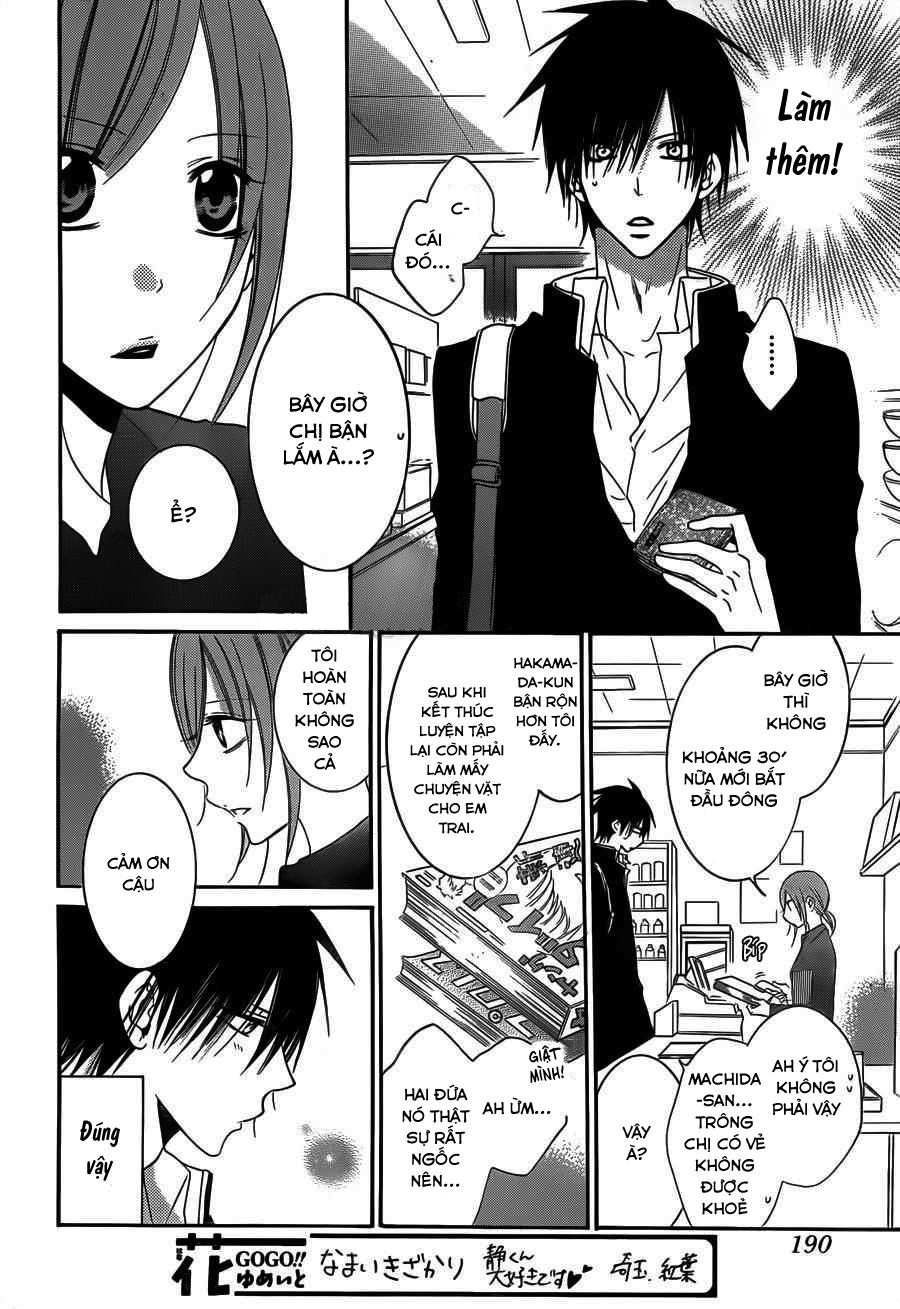 Làm
thêm!
C-
CÁI
ĐÓ...
......
BÂY GIỜ
CHỊ BẬN
LẮM À...?
Ể?
BÂY GIỜ
THÌ
KHÔNG
KHOẢNG 30'
NỮA MỚI BẮT
ĐẦU ĐÔNG
BÍP
AH Ý TÔI
KHÔNG
PHẢI VẬY
MACHIDA
-SAN...
TRÔNG
CHỊ CÓ VẺ
KHÔNG
ĐƯỢC
KHOẺ
VẬY
À?
HAKAMA-
DA-KUN
BẬN RỘN
HƠN TÔI
ĐẤY.
SAU KHI
KẾT THÚC
LUYỆN TẬP
LẠI CÒN PHẢI
LÀM MẤY
CHUYỆN VẶT
CHO EM
TRAI.
GIẬT
MÌNH!
AH ỪM...
HAI ĐỨA
NÓ THẬT
SỰ RẤT
NGỐC
NÊN...
TÔI
HOÀN
TOÀN
KHÔNG
SAO
CẢ
CẢM ƠN
CẬU
Đúng
vậy
190
花
GOGO!!
ゆめいと
なまいきざかり
静くん
大好きです♥♥
埼玉、紅葉